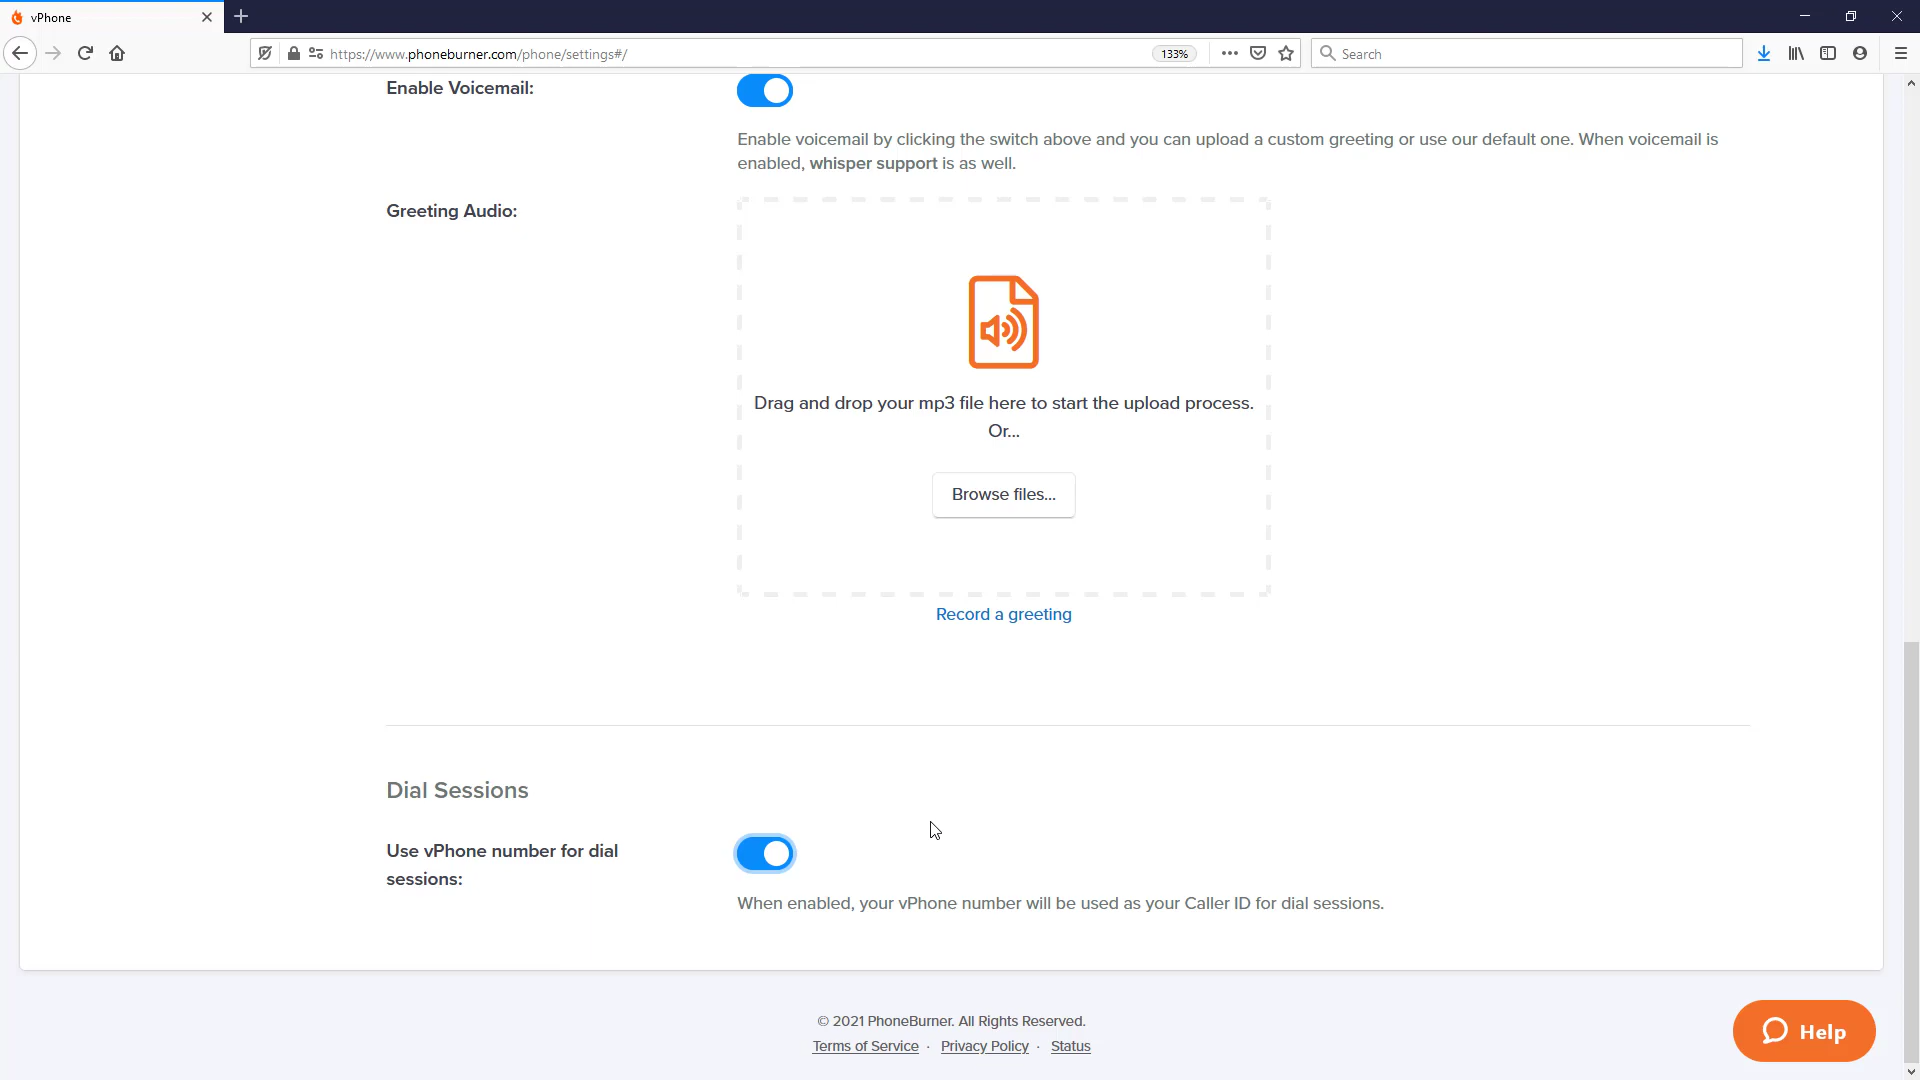 vPhone
https://www.phoneburner.com/phone/settings#/
133%
Search
Enable Voicemail:
Enable voicemail by clicking the switch above and you can upload a custom greeting or use our default one. When voicemail is
enabled, whisper support is as well.
Greeting Audio:
Drag and drop your mp3 file here to start the upload process.
Or...
Browse files...
Record a greeting
Dial Sessions
Use vPhone number for dial
sessions:
When enabled, your vPhone number will be used as your Caller ID for dial sessions.
© 2021 PhoneBurner. All Rights Reserved.
Terms of Service · Privacy Policy · Status
Help